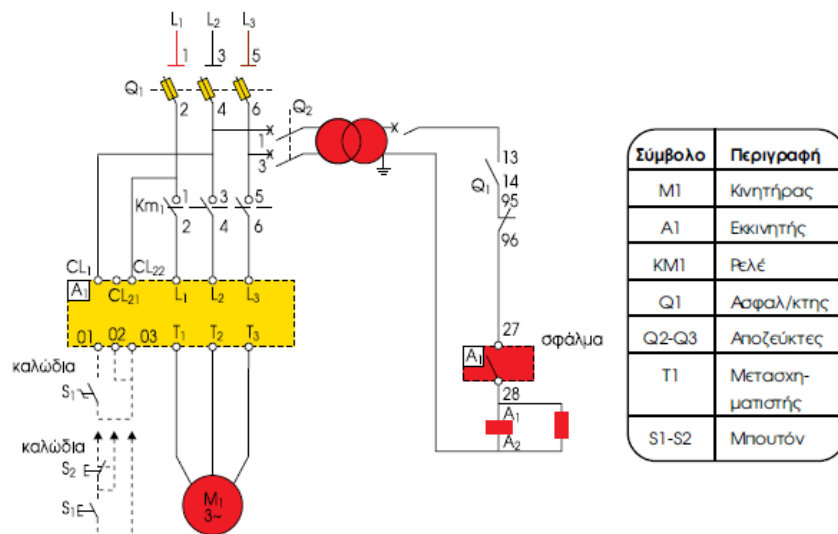 L1 L2 L3
1 3 5
Q1
2 4 6
Q2
1
3
13
Q1 14
95
96
Km1 1 3 5
2 4 6
CL1 CL22
A1 CL21 L1 L2 L3
01 02 03 T1 T2 T3
καλώδια
S1
καλώδια
S2
S1
M1
3~
27
σφάλμα
A1
28
A1
A2
Σύμβολο Περιγραφή
M1 Κινητήρας
A1 Εκκινητής
KM1 Ρελέ
Q1 Ασφαλ/κτης
Q2-Q3 Αποζεύκτες
T1 Μετασχη-
ματιστής
S1-S2 Μπουτόν